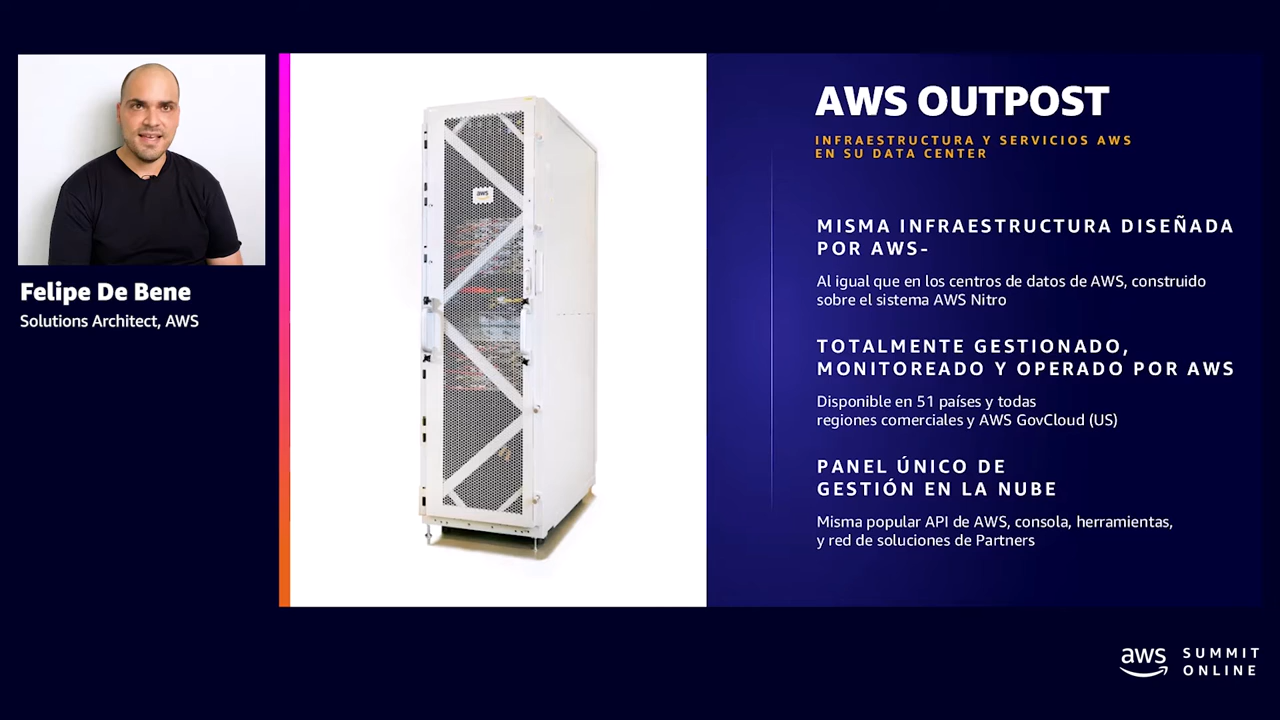 Felipe De Bene
Solutions Architect, AWS
aws
AWS OUTPOST
INFRAESTRUCTURA Y SERVICIOS AWS
EN SU DATA CENTER
MISMA INFRAESTRUCTURA DISEÑADA
POR AWS-
Al igual que en los centros de datos de AWS, construido
sobre el sistema AWS Nitro
TOTALMENTE GESTIONADO,
MONITOREADO Y OPERADO POR AWS
Disponible en 51 países y todas
regiones comerciales y AWS GovCloud (US)
PANEL ÚNICO DE
GESTIÓN EN LA NUBE
Misma popular API de AWS, consola, herramientas,
y red de soluciones de Partners
aws SUMMIT
ONLINE